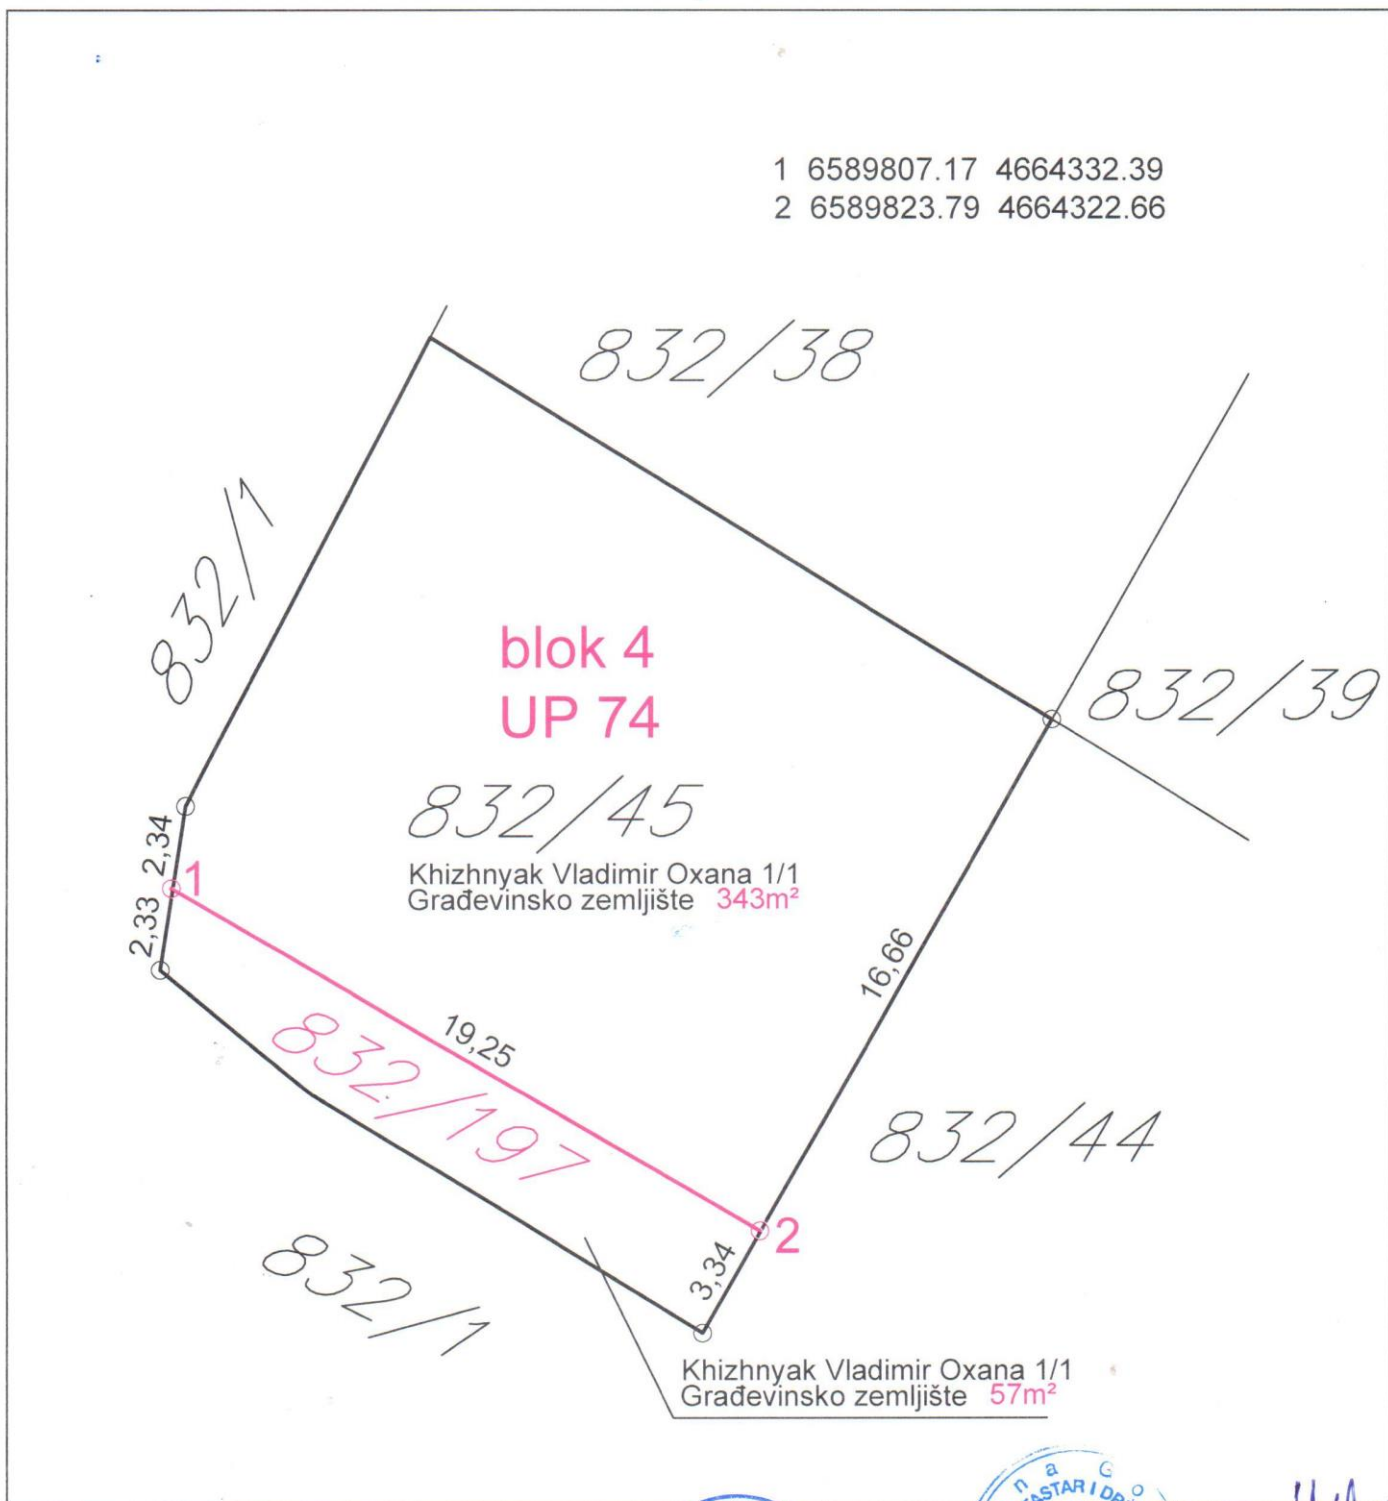 1 6589807.17 4664332.39
2 6589823.79 4664322.66
832/38
832/1
blok 4
UP 74
832/39
832/45
Khizhnyak Vladimir Oxana 1/1
Građevinsko zemljište 343m²
2,34
1
2,33
16,66
19,25
832/197
832/44
2
3,34
832/1
Khizhnyak Vladimir Oxana 1/1
Građevinsko zemljište 57m²